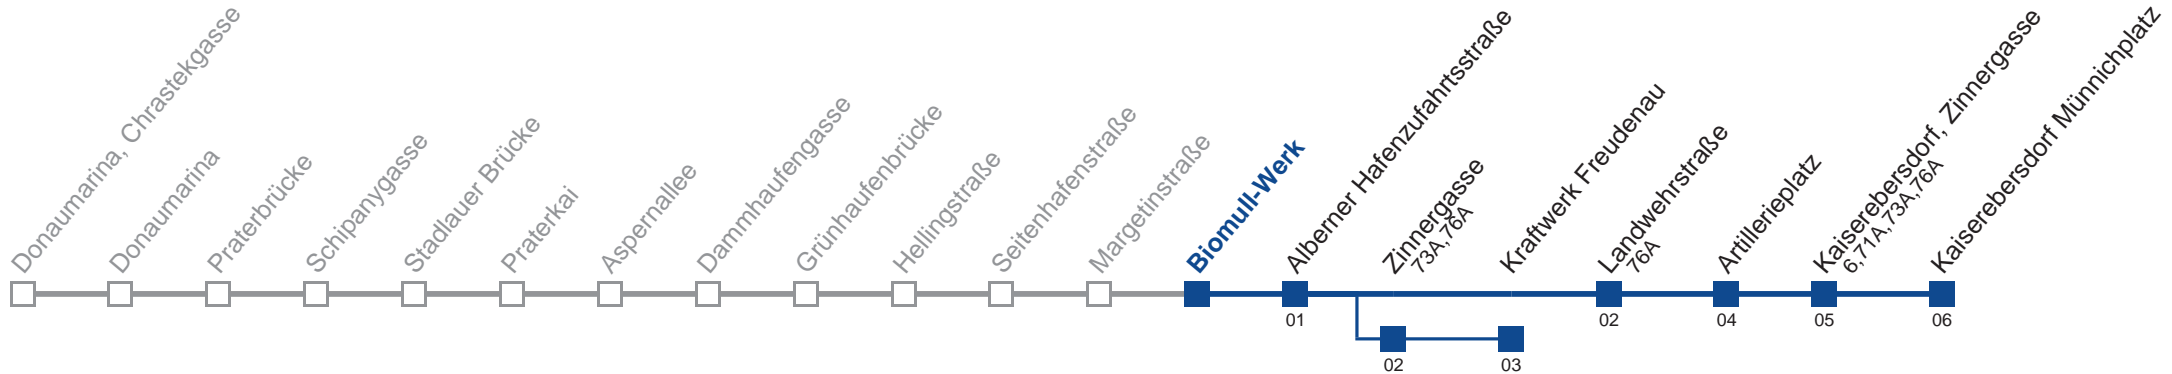 Donaumarina, Chrastekgasse
Donaumarina
Praterbrücke
Schipanygasse
Stadlauer Brücke
Praterkai
Aspernallee
Dammhaufengasse
Grünhaufenbrücke
Hellingstraße
Seitenhafenstraße
Margetinstraße
Biomull-Werk
Alberner Hafenzufahrtsstraße
Zinnergasse
73A,76A
Kraftwerk Freudenau
Landwehrstraße
76A
Artillerieplatz
Kaiserebersdorf, Zinnergasse
6,71A,73A,76A
Kaiserebersdorf Münnichplatz
01
02
04
05
06
02
03